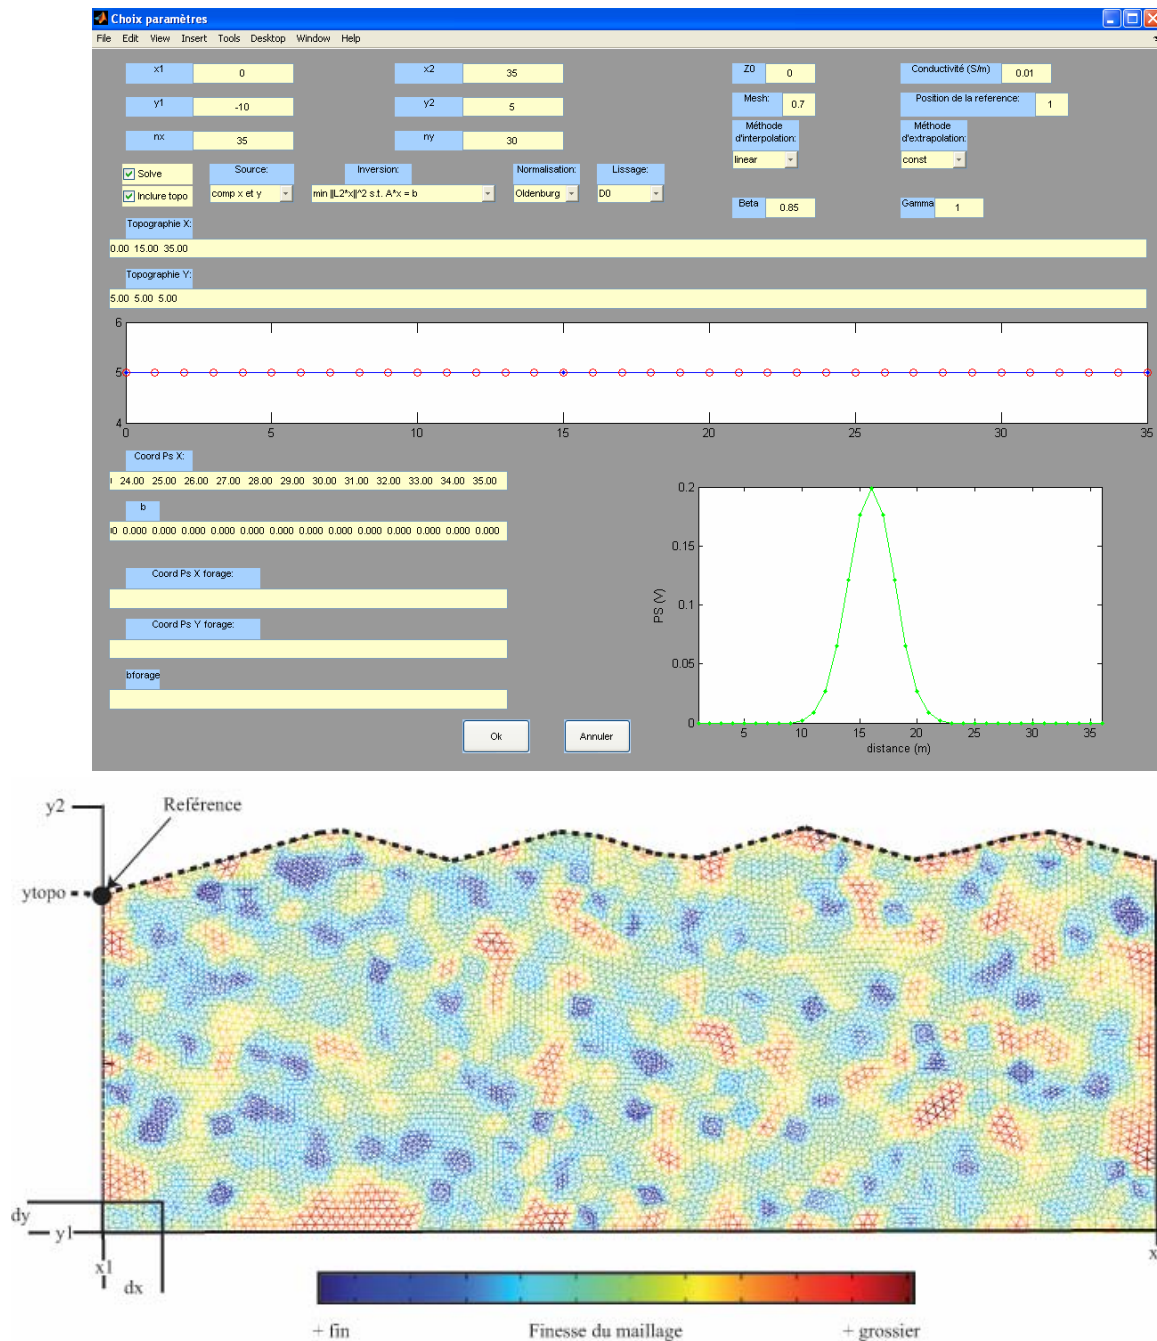 Choix paramètres
File Edit View Insert Tools Desktop Window Help
x1 0 x2 35 Z0 0 Conductivité (S/m) 0.01
y1 -10 y2 5 Mesh: 0.7 Position de la reference: 1
nx 35 ny 30 Méthode d'interpolation: Méthode d'extrapolation:
linear const
Solve Source: Inversion: Normalisation: Lissage:
Inclure topo comp x et y min ||L2*x||^2 s.t. A*x = b Oldenburg D0
Beta 0.85 Gamma 1
Topographie X:
0.00 15.00 35.00
Topographie Y:
5.00 5.00 5.00
6
5
4
0 5 10 15 20 25 30 35
Coord Ps X:
24.00 25.00 26.00 27.00 28.00 29.00 30.00 31.00 32.00 33.00 34.00 35.00
b
0.000 0.000 0.000 0.000 0.000 0.000 0.000 0.000 0.000 0.000 0.000 0.000 0.000
Coord Ps X forage:
Coord Ps Y forage:
bforage
Ok Annuler
0.2
0.15
0.1
0.05
0
PS (V)
5 10 15 20 25 30 35
distance (m)
y2
Reférence
ytopo
dy
y1
x1
dx
x
+ fin Finesse du maillage + grossier